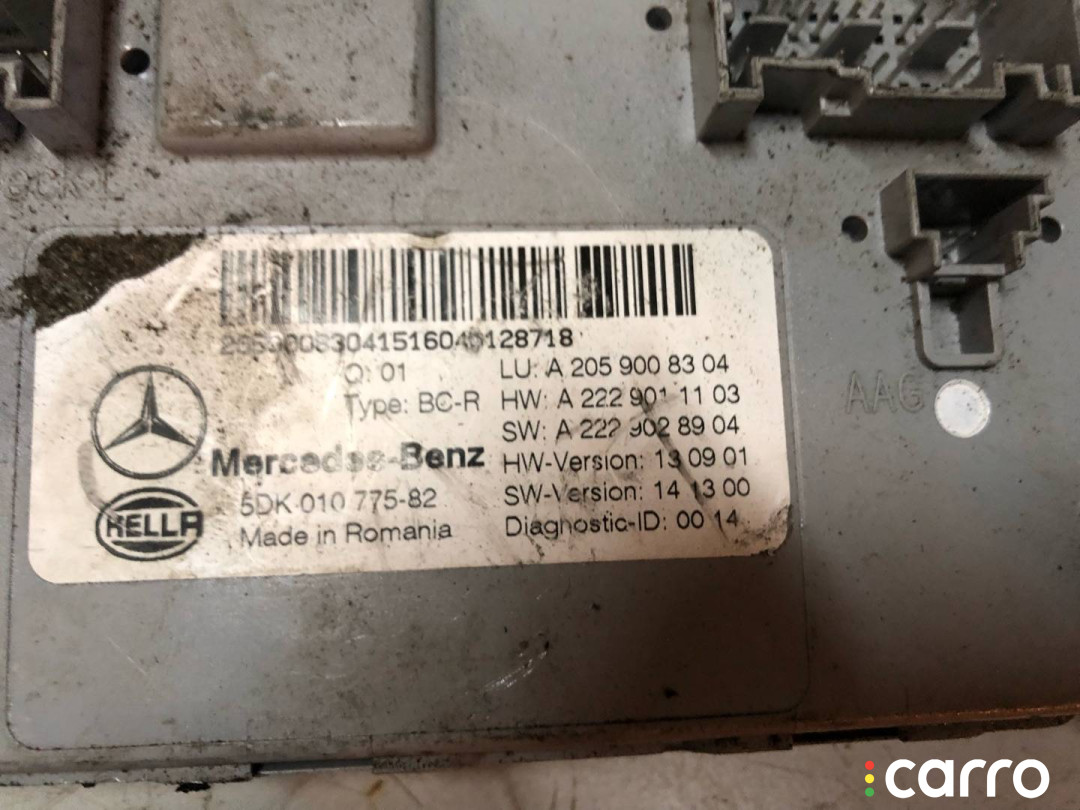 20590083041516040128718
Q: 01
LU: A 205 900 83 04
Type: BC-R
HW: A 222 901 11 03
SW: A 222 902 89 04
Mercedes-Benz
HW-Version: 13 09 01
5DK 010 775-82
SW-Version: 14 13 00
HELLA
Made in Romania
Diagnostic-ID: 00 14
AAG
carro